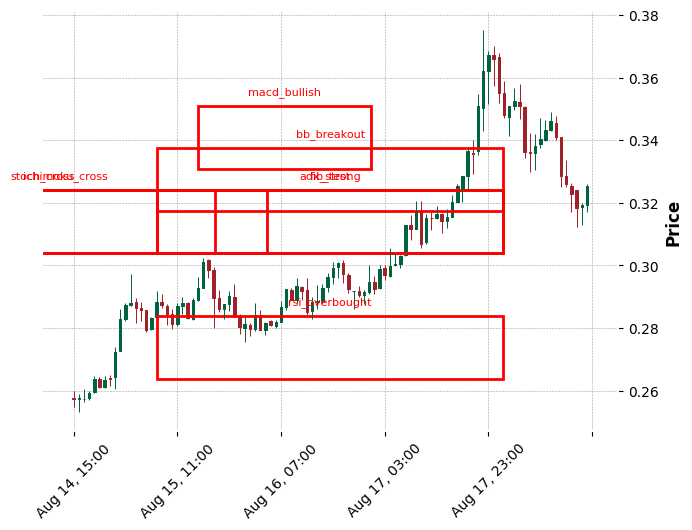 0.38
0.36
macd_bullish
bb_breakout
0.34
0.32
0.30
rsi_overbought
0.28
0.26
Price
Aug 14, 15:00
Aug 15, 11:00
Aug 16, 07:00
Aug 17, 03:00
Aug 17, 23:00